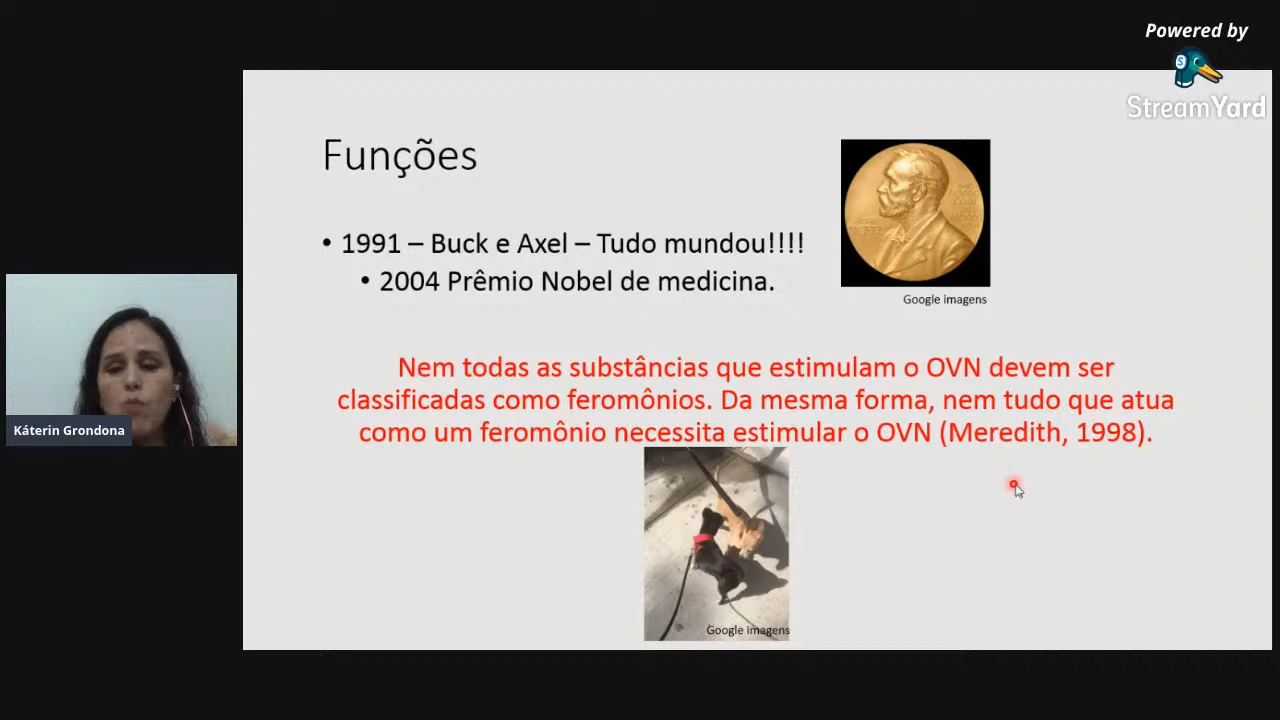 Powered by
StreamYard
Funções
• 1991 – Buck e Axel – Tudo mundou!!!!
• 2004 Prêmio Nobel de medicina.
Google imagens
Nem todas as substâncias que estimulam o OVN devem ser
classificadas como feromônios. Da mesma forma, nem tudo que atua
como um feromônio necessita estimular o OVN (Meredith, 1998).
Káterin Grondona
Google imagens